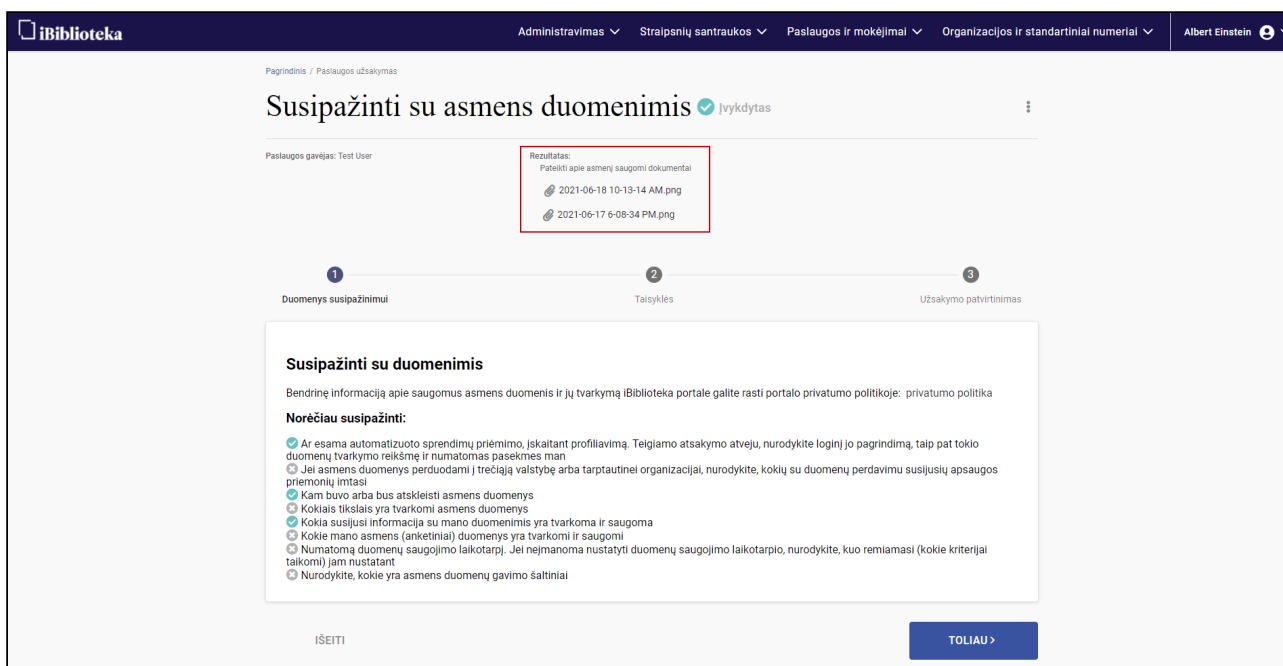 iBiblioteka
Administravimas
Straipsnių santraukos
Paslaugos ir mokėjimai
Organizacijos ir standartiniai numeriai
Albert Einstein
Pagrindinis / Paslaugos užsakymas
Susipažinti su asmens duomenimis
Įvykdytas
Paslaugos gavėjas: Test User
Rezultatas:
Pateikti apie asmenį saugomi dokumentai
2021-06-18 10-13-14 AM.png
2021-06-17 6-08-34 PM.png
1
2
3
Duomenys susipažinimui
Taisyklės
Užsakymo patvirtinimas
Susipažinti su duomenimis
Bendrinę informaciją apie saugomus asmens duomenis ir jų tvarkymą iBiblioteka portale galite rasti portalo privatumo politikoje: privatumo politika
Norėčiau susipažinti:
Ar esama automatizuoto sprendimų priėmimo, įskaitant profiliavimą. Teigiamo atsakymo atveju, nurodykite loginį jo pagrindimą, taip pat tokio
duomenų tvarkymo reikšmę ir numatomas pasekmes man
Jei asmens duomenys perduodami į trečiąją valstybę arba tarptautinei organizacijai, nurodykite, kokių su duomenų perdavimu susijusių apsaugos
priemonių imtasi
Kam buvo arba bus atskleisti asmens duomenys
Kokiais tikslais yra tvarkomi asmens duomenys
Kokia susijusi informacija su mano duomenimis yra tvarkoma ir saugoma
Kokie mano asmens (anketiniai) duomenys yra tvarkomi ir saugomi
Numatomą duomenų saugojimo laikotarpį. Jei neįmanoma nustatyti duomenų saugojimo laikotarpio, nurodykite, kuo remiamasi (kokie kriterijai
taikomi) jam nustatant
Nurodykite, kokie yra asmens duomenų gavimo šaltiniai
IŠEITI
TOLIAU >